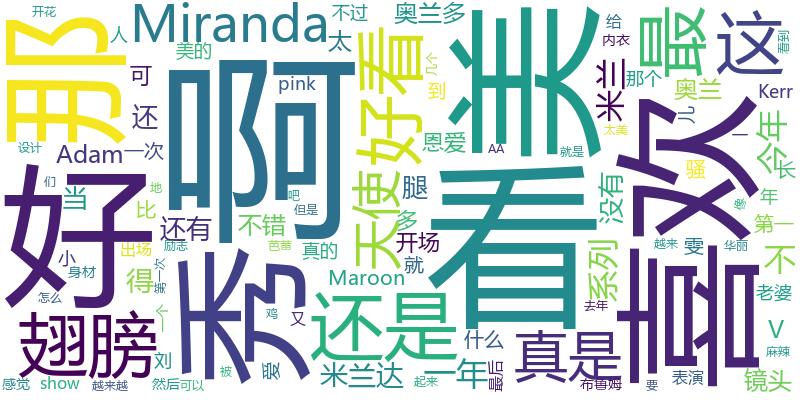 开花
Miranda
不过
奥兰多
给
人
美的
太
内衣
看到
那
啊
好看
几个
美
最
这
可
pink
到
米兰
那个
奥兰
Kerr
还
Adam
一次
恩爱
喜欢
儿
太美
今年
设计
AA
就是
骚
一
长
们
地
当
天使
腿
没有
像
年
好
比
还有
吧
不错
但是
多
看
第一
芭蕾
开场
得
出场
励志
真的
雯
不
小
身材
就
系列
越来
华丽
第一次
秀
Maroon
老婆
怎么
还是
去年
翅膀
一个
鸡
又
什么
真是
V
刘
爱
一年
最后
麻辣
感觉
show
越来越
然后
可以
被
米兰达
起来
布鲁姆
要
表演
镜头